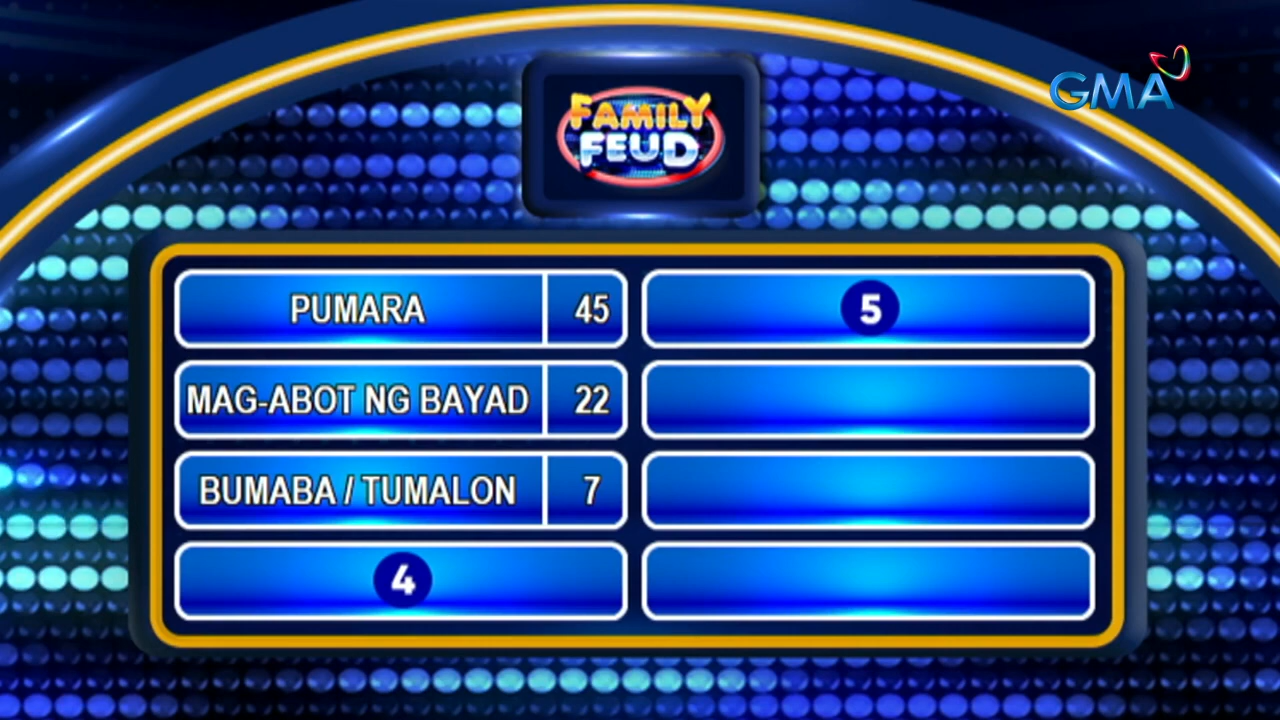 GMA
FAMILY
FEUD
PUMARA 45
MAG-ABOT NG BAYAD 22
BUMABA / TUMALON 7
4
5